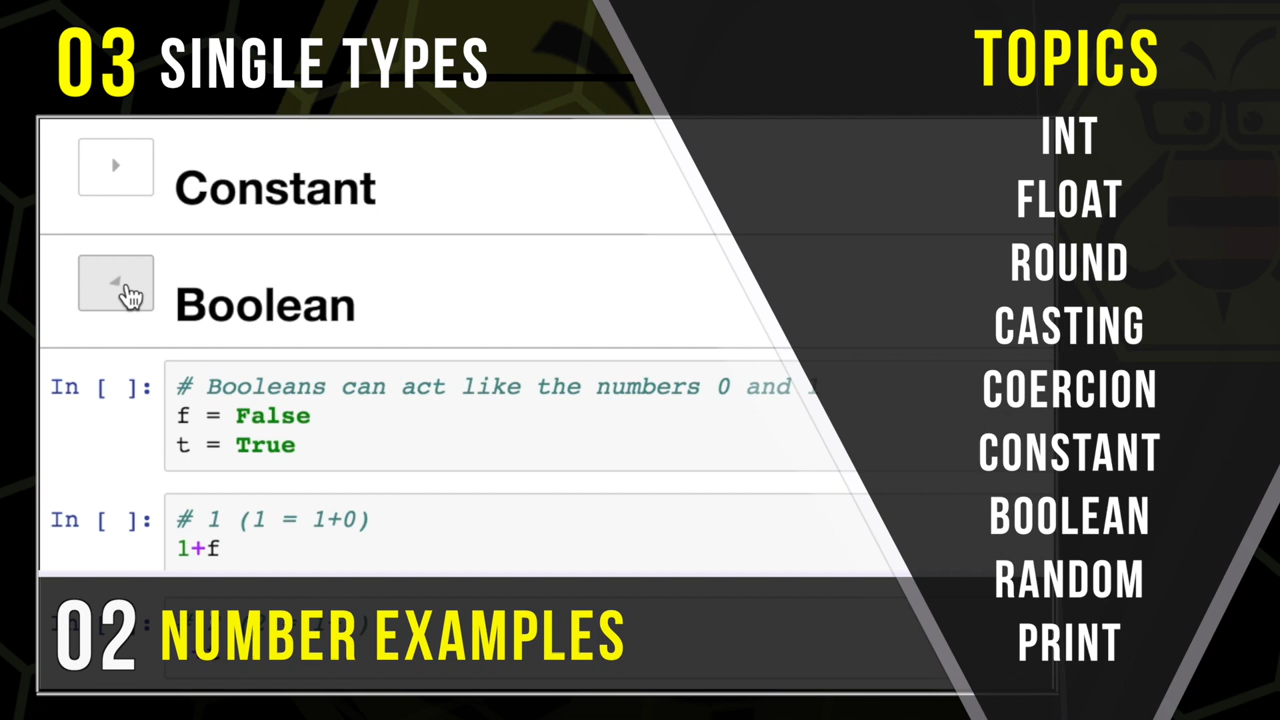 03 SINGLE TYPES
Constant
Boolean
In [ ]: # Booleans can act like the numbers 0 and 1
f = False
t = True
In [ ]: # 1 (1 = 1+0)
1+f
02 NUMBER EXAMPLES
TOPICS
INT
FLOAT
ROUND
CASTING
COERCION
CONSTANT
BOOLEAN
RANDOM
PRINT